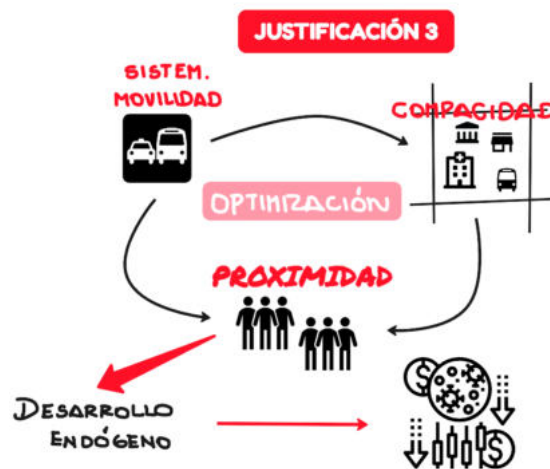 JUSTIFICACIÓN 3
SISTEM.
MOVILIDAD
COMPACIDAD
OPTIMIZACIÓN
PROXIMIDAD
DESARROLLO
ENDÓGENO